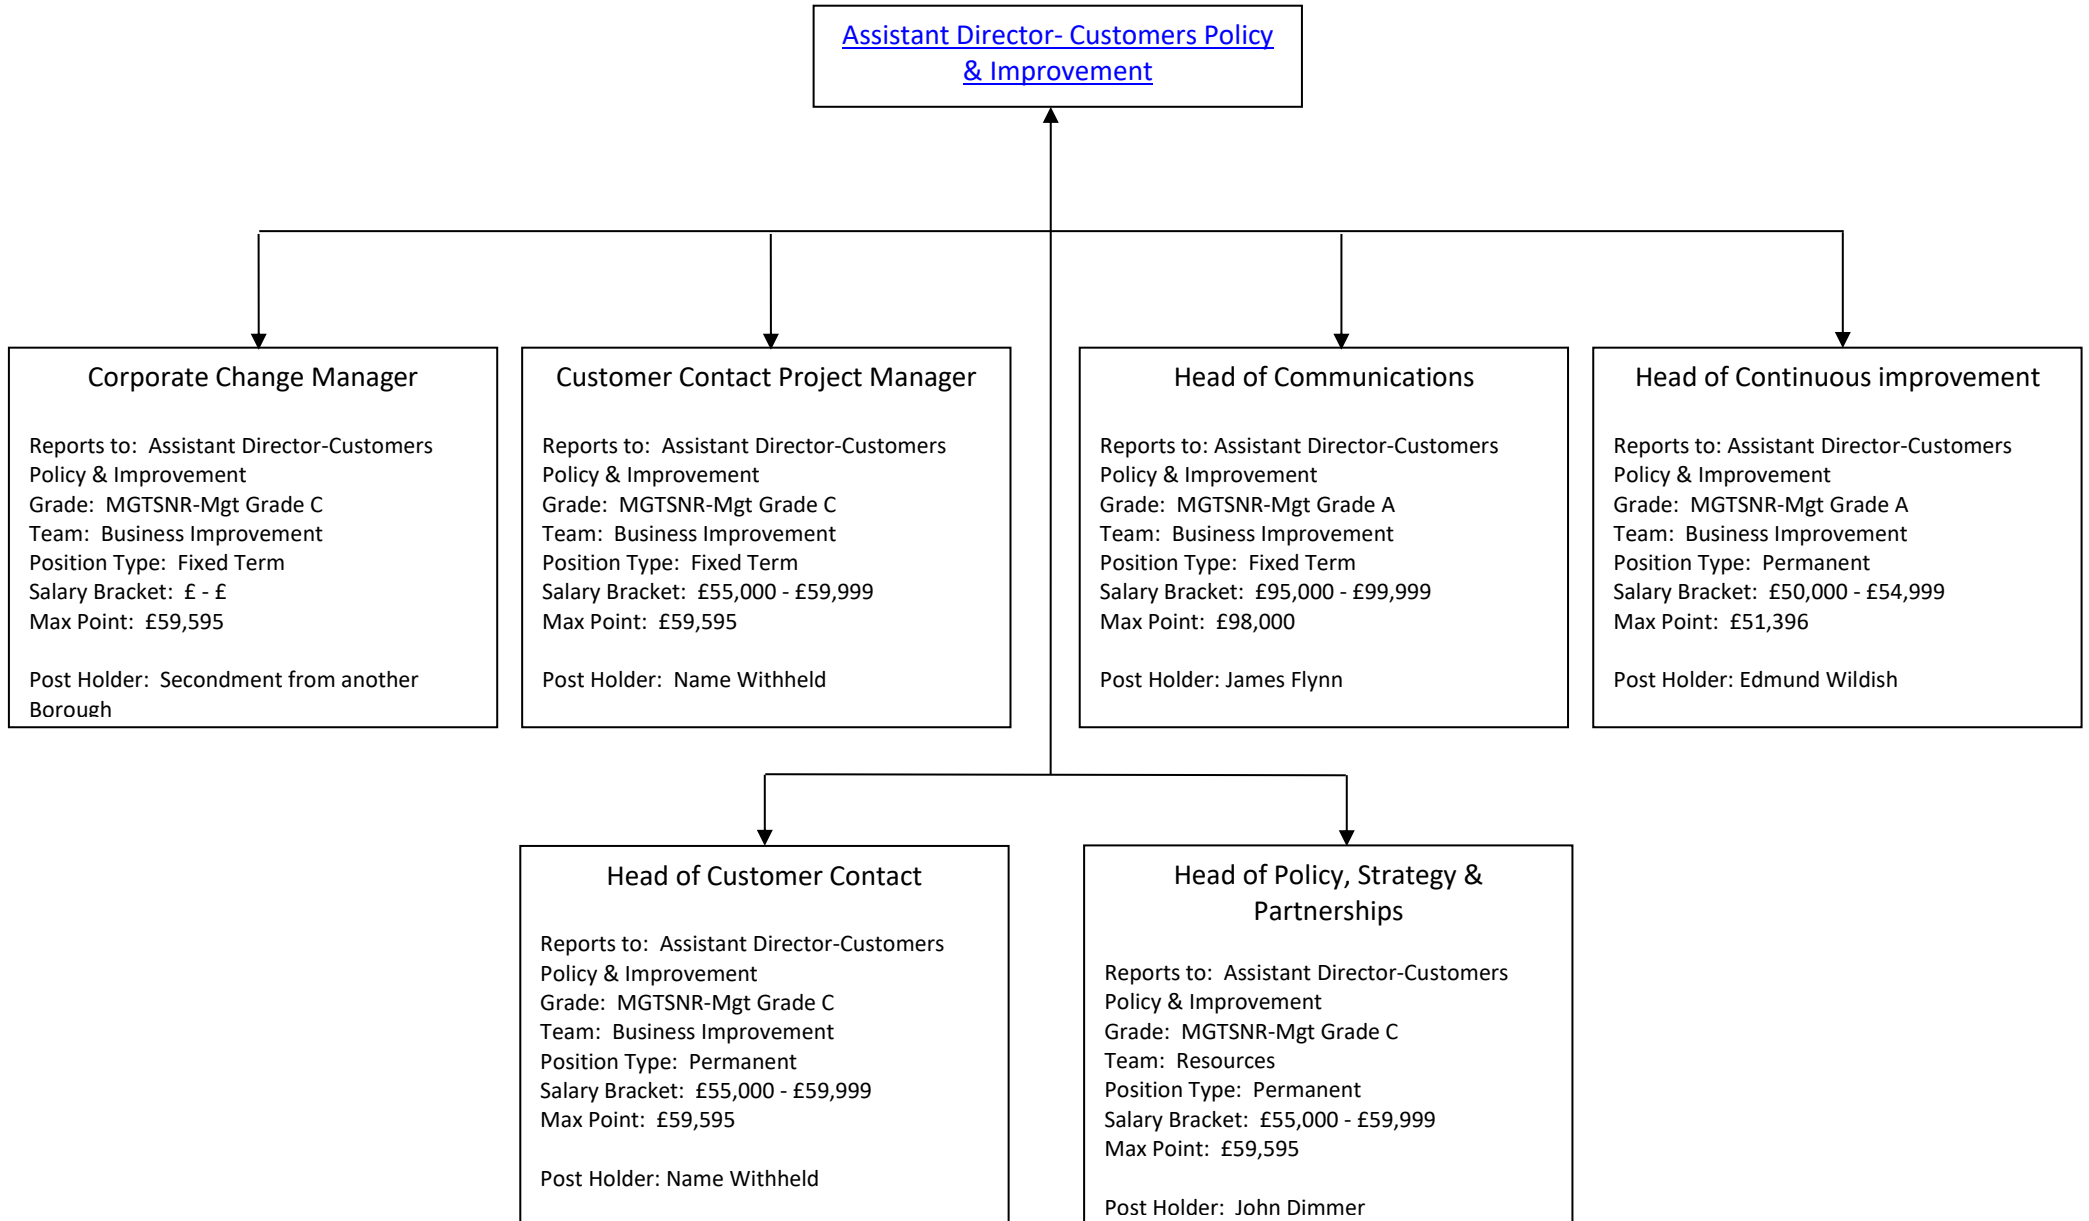 Assistant Director- Customers Policy
& Improvement
Corporate Change Manager
Reports to: Assistant Director-Customers
Policy & Improvement
Grade: MGTSNR-Mgt Grade C
Team: Business Improvement
Position Type: Fixed Term
Salary Bracket: £ - £
Max Point: £59,595
Post Holder: Secondment from another
Borough
Customer Contact Project Manager
Reports to: Assistant Director-Customers
Policy & Improvement
Grade: MGTSNR-Mgt Grade C
Team: Business Improvement
Position Type: Fixed Term
Salary Bracket: £55,000 - £59,999
Max Point: £59,595
Post Holder: Name Withheld
Head of Communications
Reports to: Assistant Director-Customers
Policy & Improvement
Grade: MGTSNR-Mgt Grade A
Team: Business Improvement
Position Type: Fixed Term
Salary Bracket: £95,000 - £99,999
Max Point: £98,000
Post Holder: James Flynn
Head of Continuous improvement
Reports to: Assistant Director-Customers
Policy & Improvement
Grade: MGTSNR-Mgt Grade A
Team: Business Improvement
Position Type: Permanent
Salary Bracket: £50,000 - £54,999
Max Point: £51,396
Post Holder: Edmund Wildish
Head of Customer Contact
Reports to: Assistant Director-Customers
Policy & Improvement
Grade: MGTSNR-Mgt Grade C
Team: Business Improvement
Position Type: Permanent
Salary Bracket: £55,000 - £59,999
Max Point: £59,595
Post Holder: Name Withheld
Head of Policy, Strategy &
Partnerships
Reports to: Assistant Director-Customers
Policy & Improvement
Grade: MGTSNR-Mgt Grade C
Team: Resources
Position Type: Permanent
Salary Bracket: £55,000 - £59,999
Max Point: £59,595
Post Holder: John Dimmer